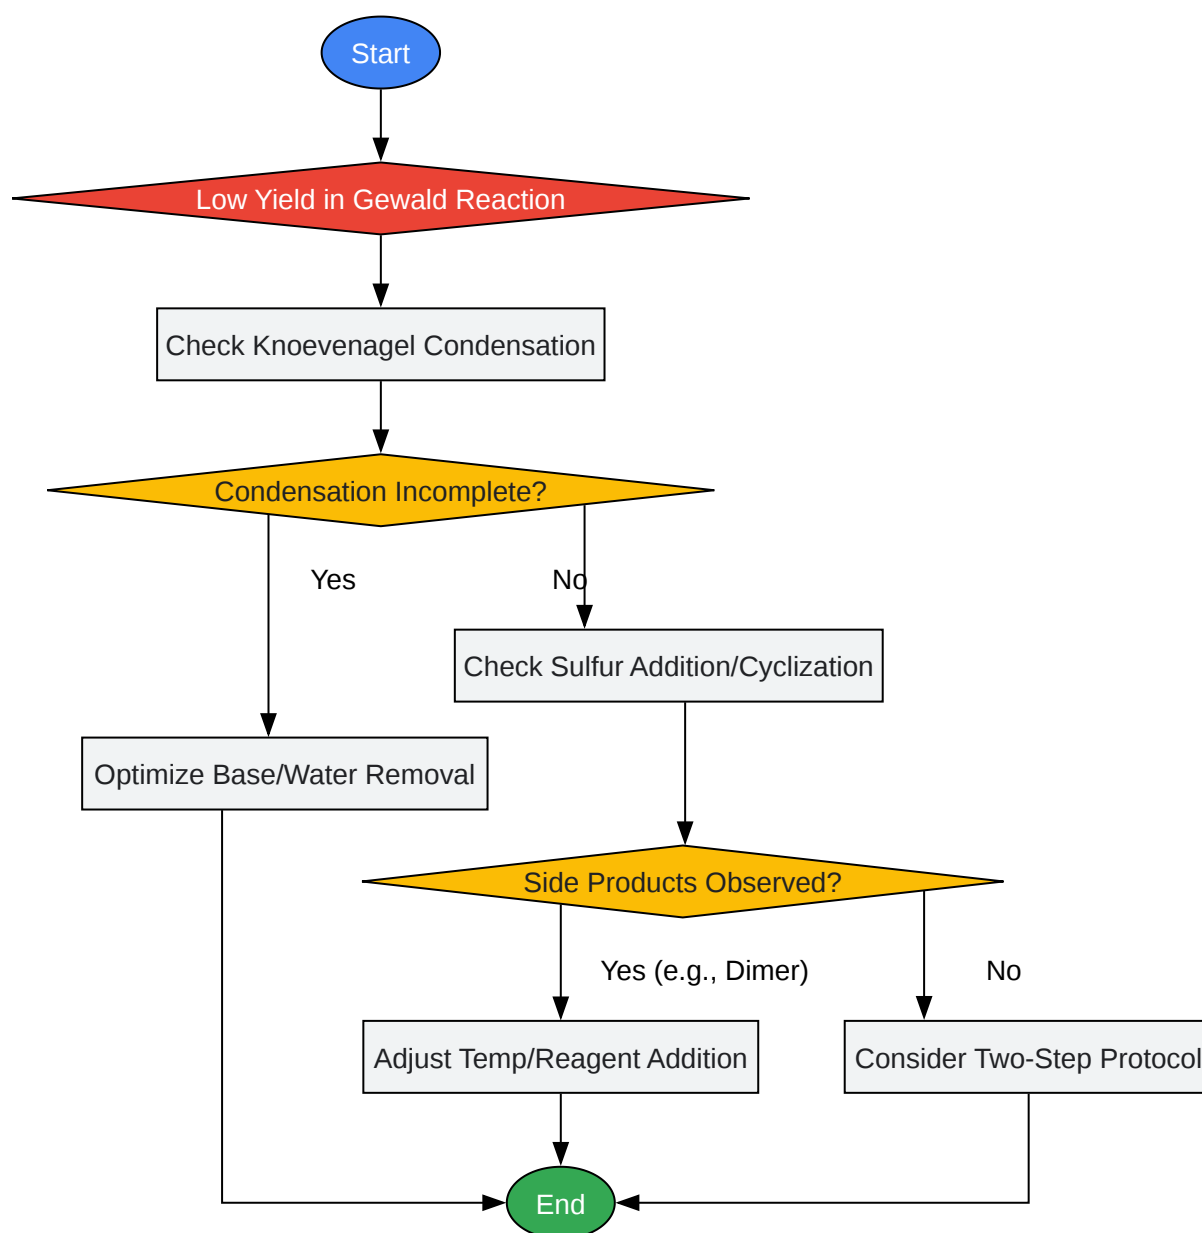 Start
Low Yield in Gewald Reaction
Check Knoevenagel Condensation
Condensation Incomplete?
Yes
No
Check Sulfur Addition/Cyclization
Optimize Base/Water Removal
Side Products Observed?
Yes (e.g., Dimer)
No
Adjust Temp/Reagent Addition
Consider Two-Step Protocol
End